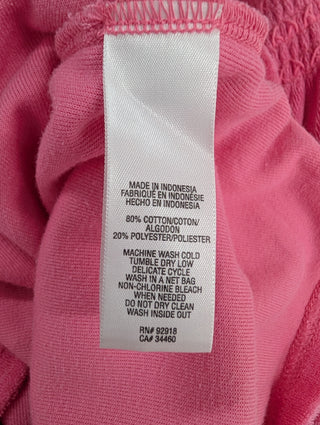 MADE IN INDONESIA
FABRIQUÉ EN INDONÉSIE
HECHO EN INDONESIA
80% COTTON/COTON/
ALGODON
20% POLYESTER/POLIESTER
MACHINE WASH COLD
TUMBLE DRY LOW
DELICATE CYCLE
WASH IN A NET BAG
NON-CHLORINE BLEACH
WHEN NEEDED
DO NOT DRY CLEAN
WASH INSIDE OUT
RN# 92918
CA# 34460